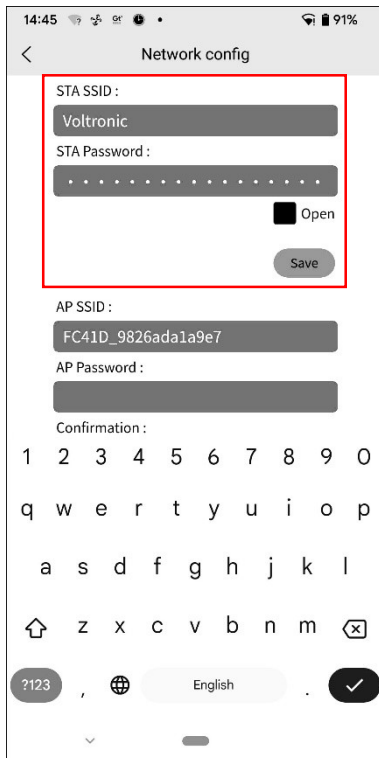 14:45 91%
Network config
STA SSID :
Voltronic
STA Password :
Open
Save
AP SSID :
FC41D_9826ada1a9e7
AP Password :
Confirmation :
1 2 3 4 5 6 7 8 9 0
q w e r t y u i o p
a s d f g h j k l
z x c v b n m
?123 , English .